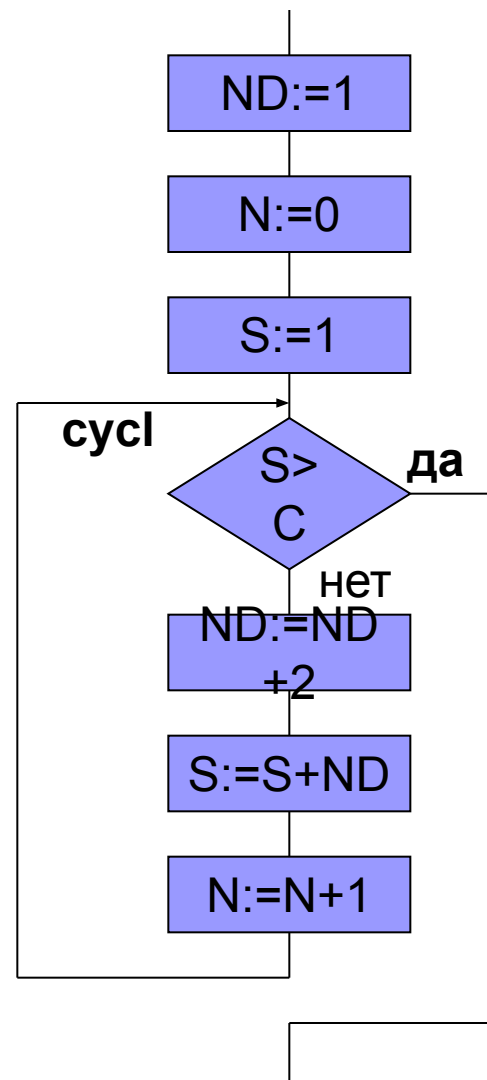 ND:=1
N:=0
S:=1
cycl
S>
C
да
нет
ND:=ND
+2
S:=S+ND
N:=N+1